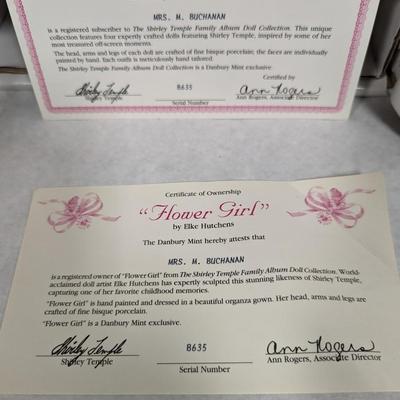 MRS. M. BUCHANAN
is a registered subscriber to The Shirley Temple Family Album Doll Collection. This unique
collection features four expertly crafted dolls featuring Shirley Temple, inspired by some of her
most treasured off-screen moments.
The head, arms and legs of each doll are crafted of fine bisque porcelain; the faces are individually
painted by hand. Each outfit is meticulously hand tailored.
The Shirley Temple Family Album Doll Collection is a Danbury Mint exclusive.
Certified by
Shirley Temple 8635 Ann Rogers
Shirley Temple Serial Number Ann Rogers, Associate Director
Certificate of Ownership
"Flower Girl"
by Elke Hutchens
The Danbury Mint hereby attests that
MRS. M. BUCHANAN
is a registered owner of "Flower Girl" from The Shirley Temple Family Album Doll Collection. World-
acclaimed doll artist Elke Hutchens has expertly sculpted this stunning likeness of Shirley Temple,
capturing one of her favorite childhood memories.
"Flower Girl" is hand painted and dressed in a beautiful organza gown. Her head, arms and legs are
crafted of fine bisque porcelain.
"Flower Girl" is a Danbury Mint exclusive.
Shirley Temple 8635 Ann Rogers
Shirley Temple Serial Number Ann Rogers, Associate Director